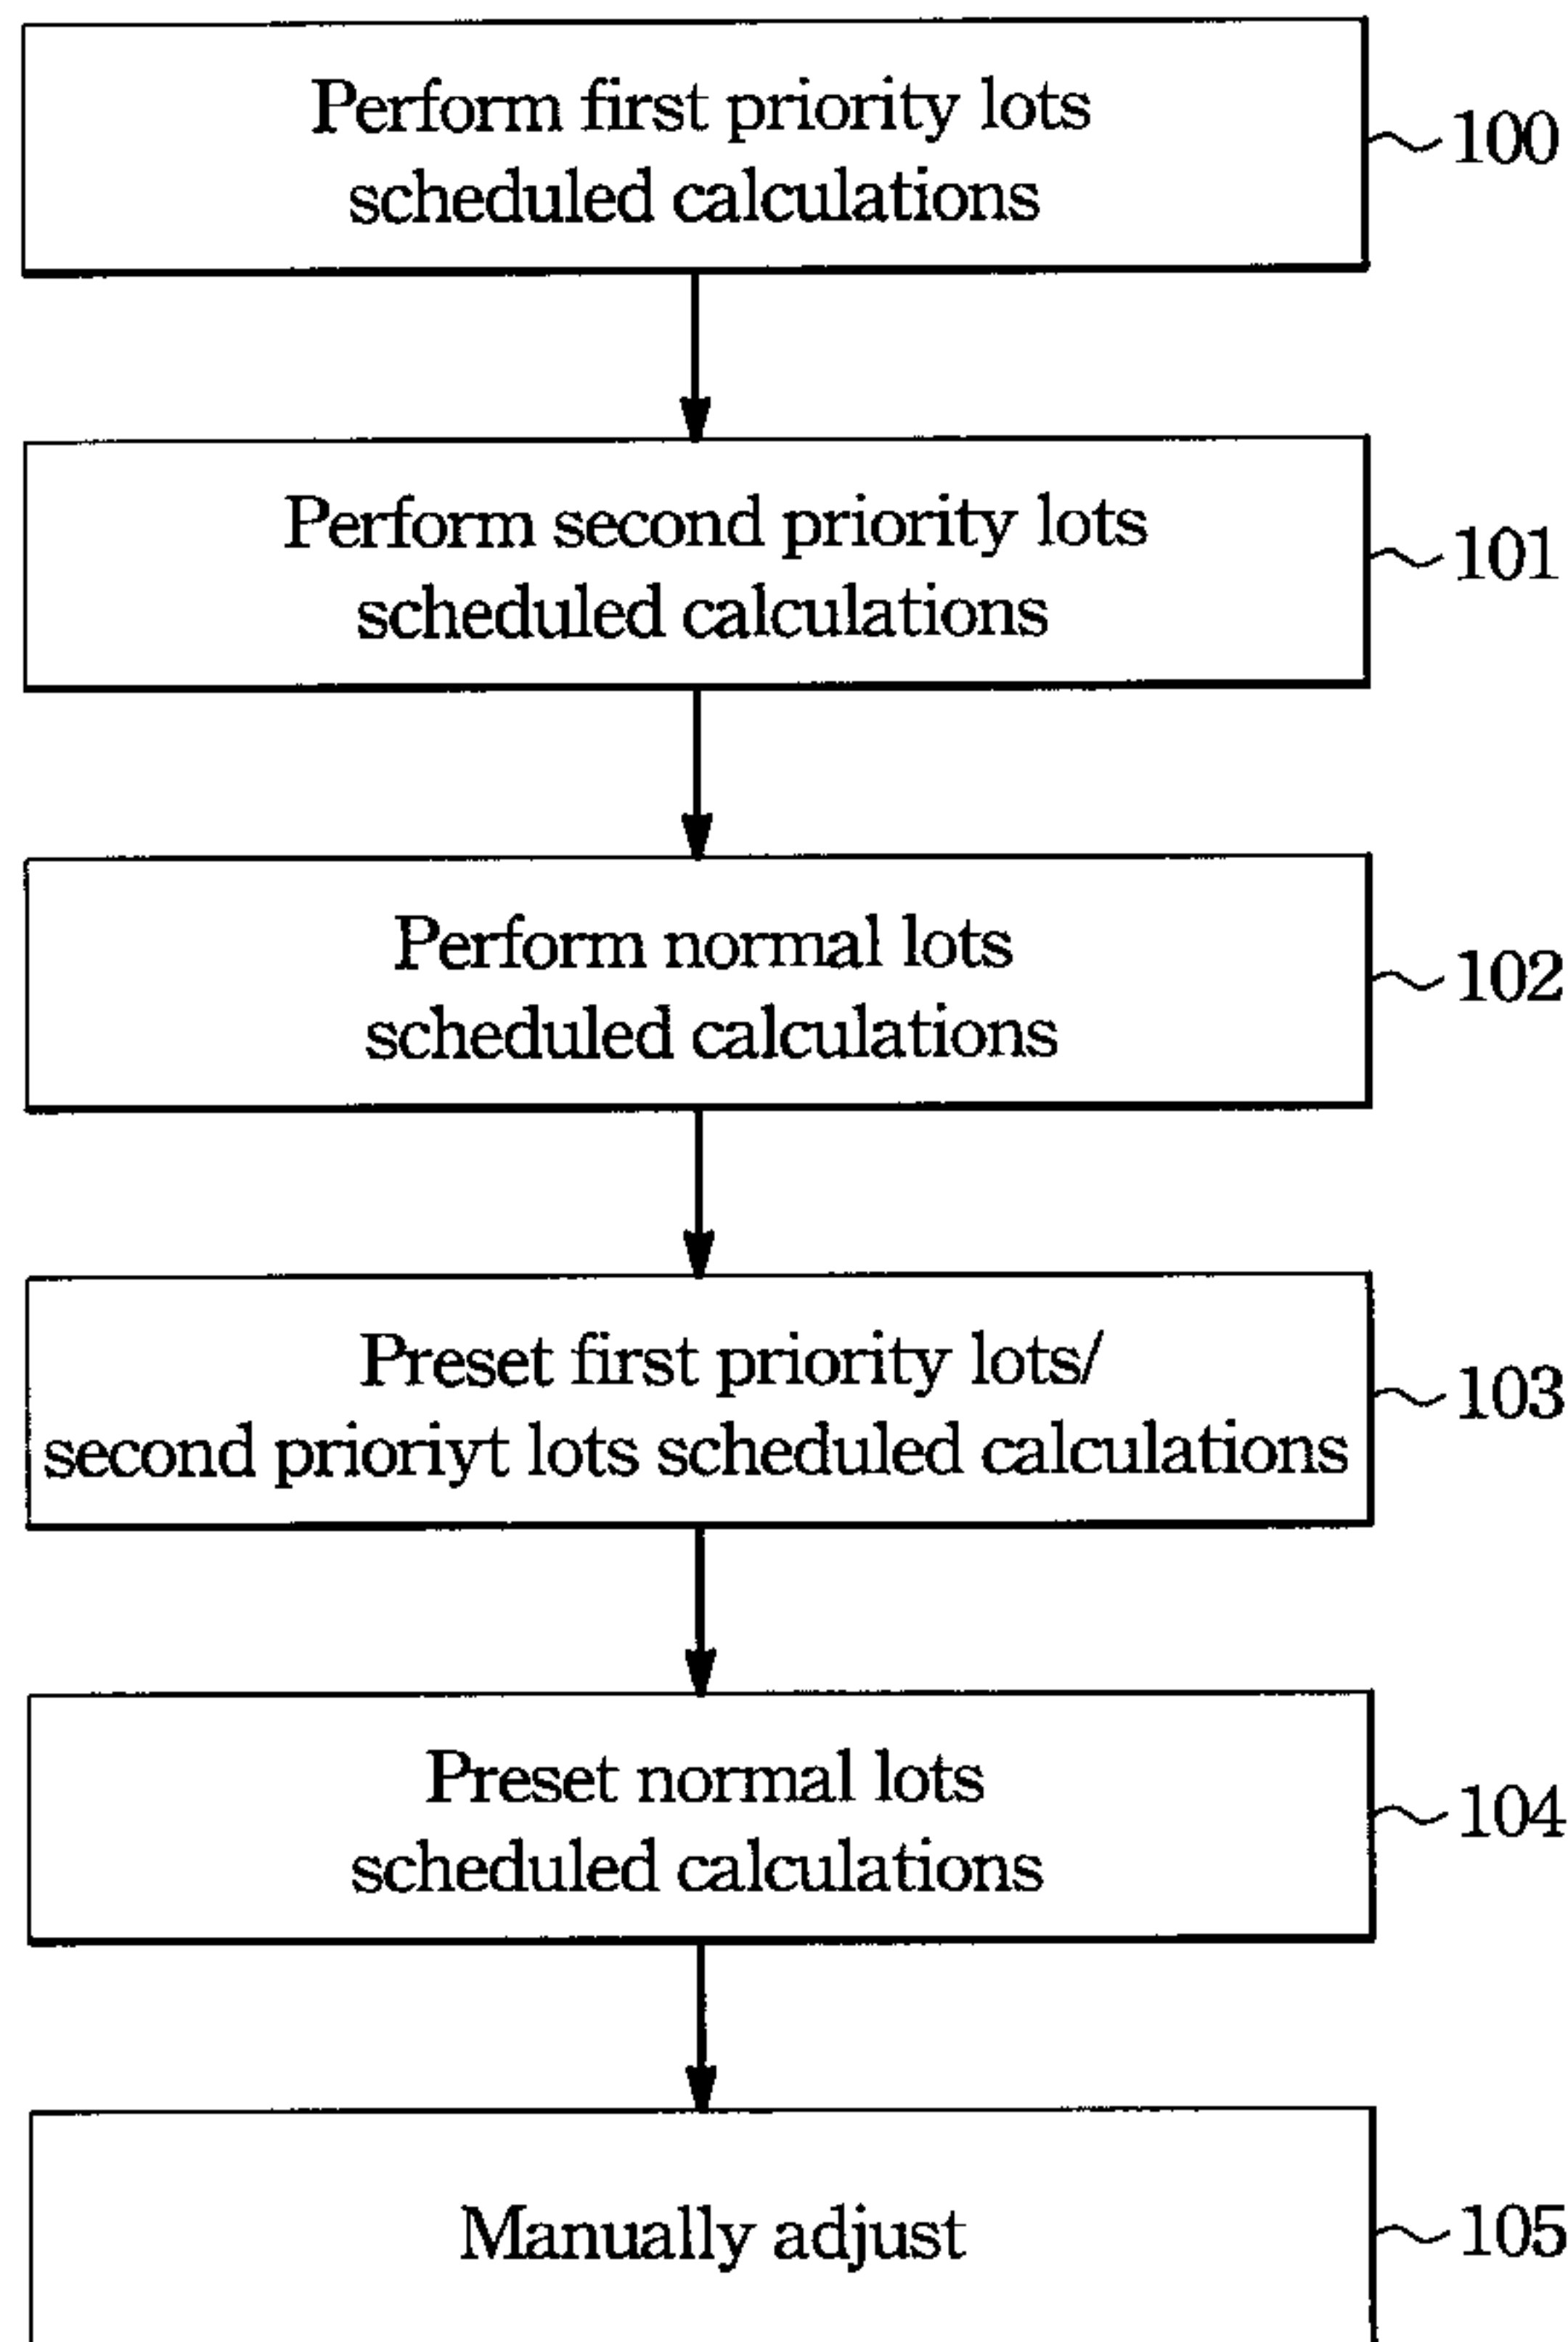 Perform first priority lots
scheduled calculations
100
Perform second priority lots
scheduled calculations
101
Perform normal lots
scheduled calculations
102
Preset first priority lots/
second prioriyt lots scheduled calculations
103
Preset normal lots
scheduled calculations
104
Manually adjust
105